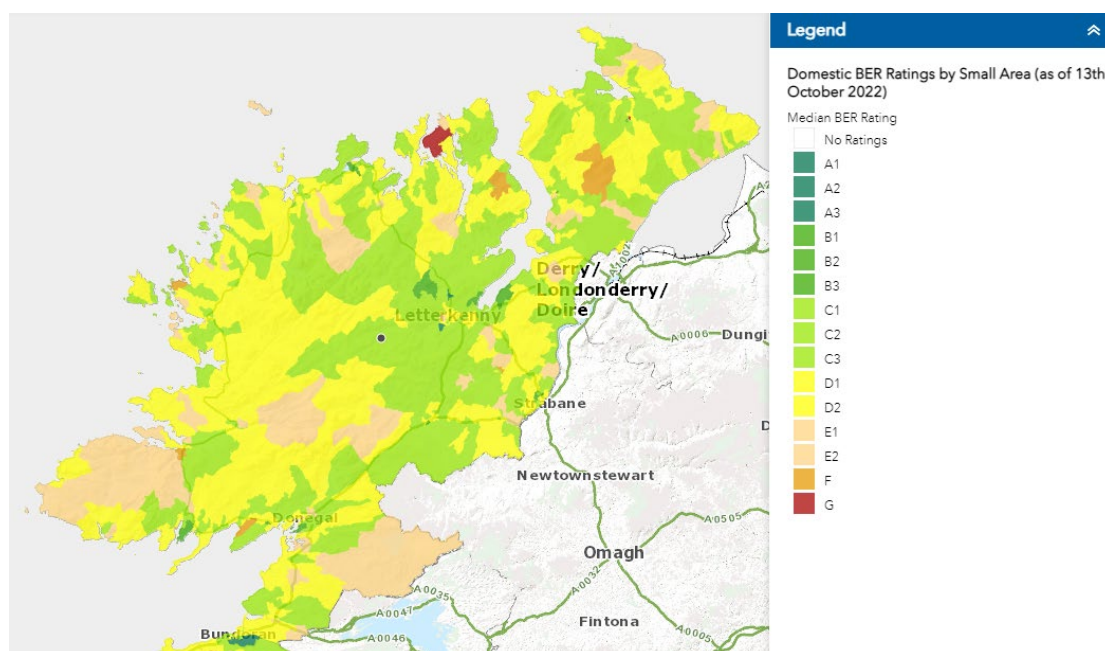 Legend
Domestic BER Ratings by Small Area (as of 13th
October 2022)
Median BER Rating
No Ratings
A1
A2
A3
B1
B2
B3
C1
C2
C3
D1
D2
E1
E2
F
G
Derry/
Londonderry/
Doire
Letterkenny
A1002
A0006
Dungi
Strabane
Newtownstewart
Donegal
Omagh
A0505
A0032
A0035
A0047
Fintona
A0005
Bundoran
A0046